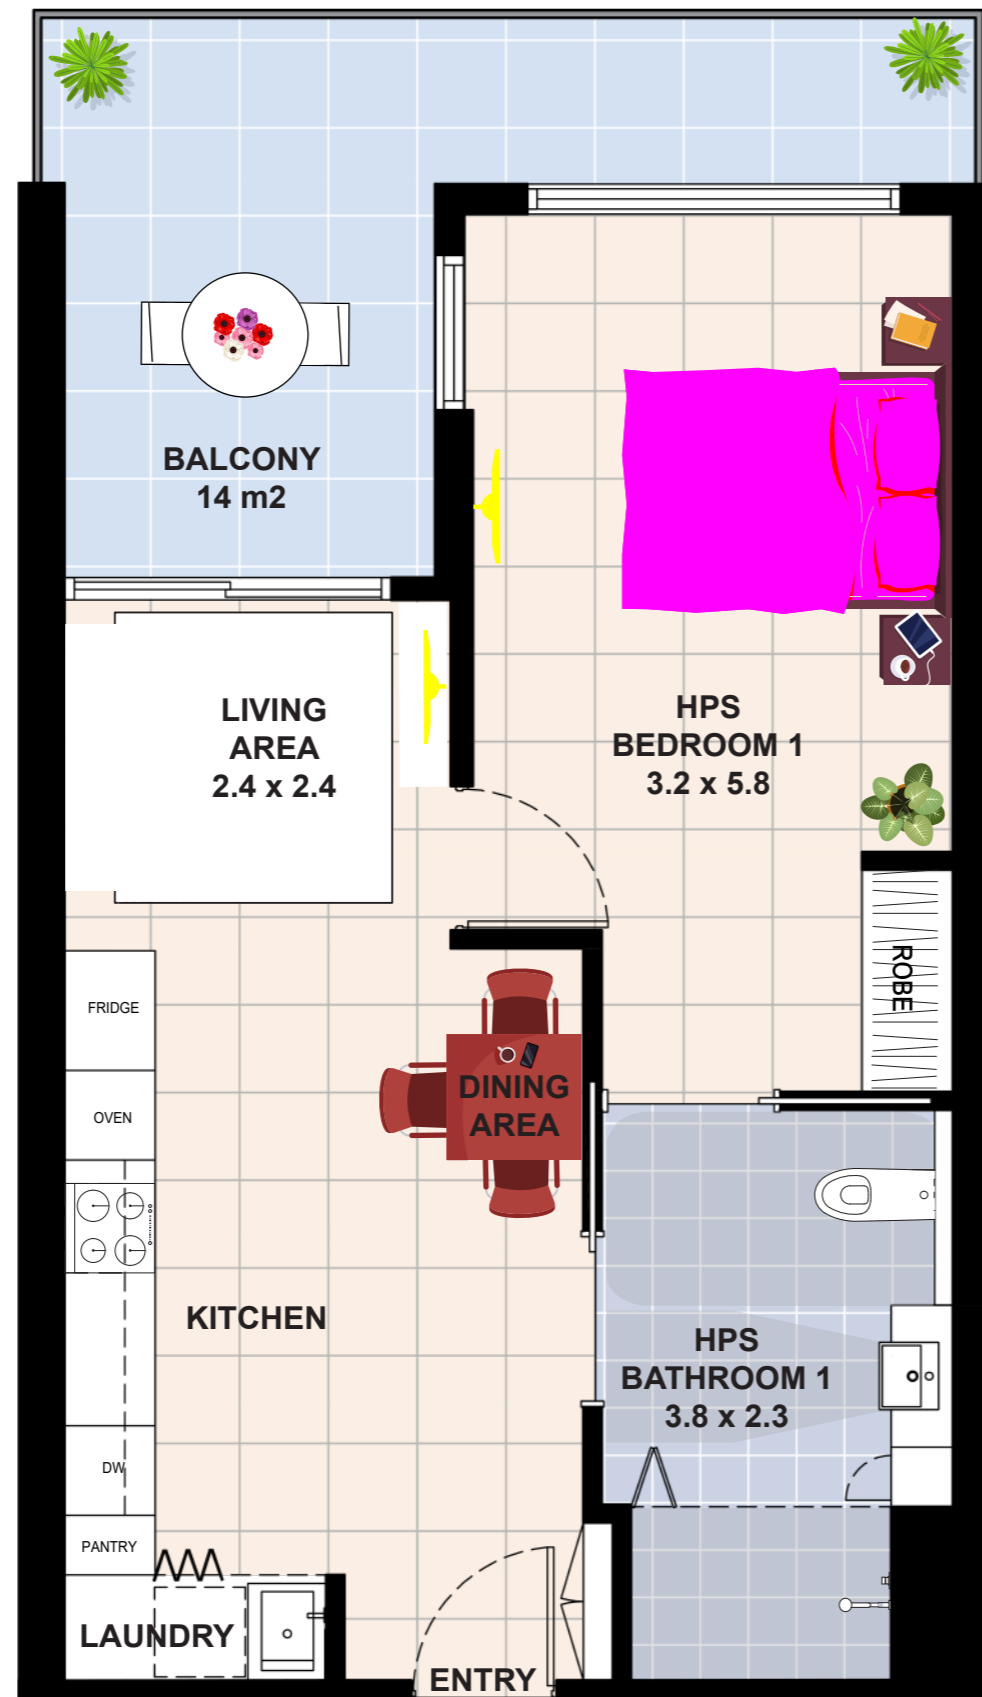 BALCONY
14 m2
LIVING
AREA
2.4 x 2.4
HPS
BEDROOM 1
3.2 x 5.8
ROBE
FRIDGE
OVEN
DINING
AREA
KITCHEN
HPS
BATHROOM 1
3.8 x 2.3
DW
PANTRY
LAUNDRY
ENTRY